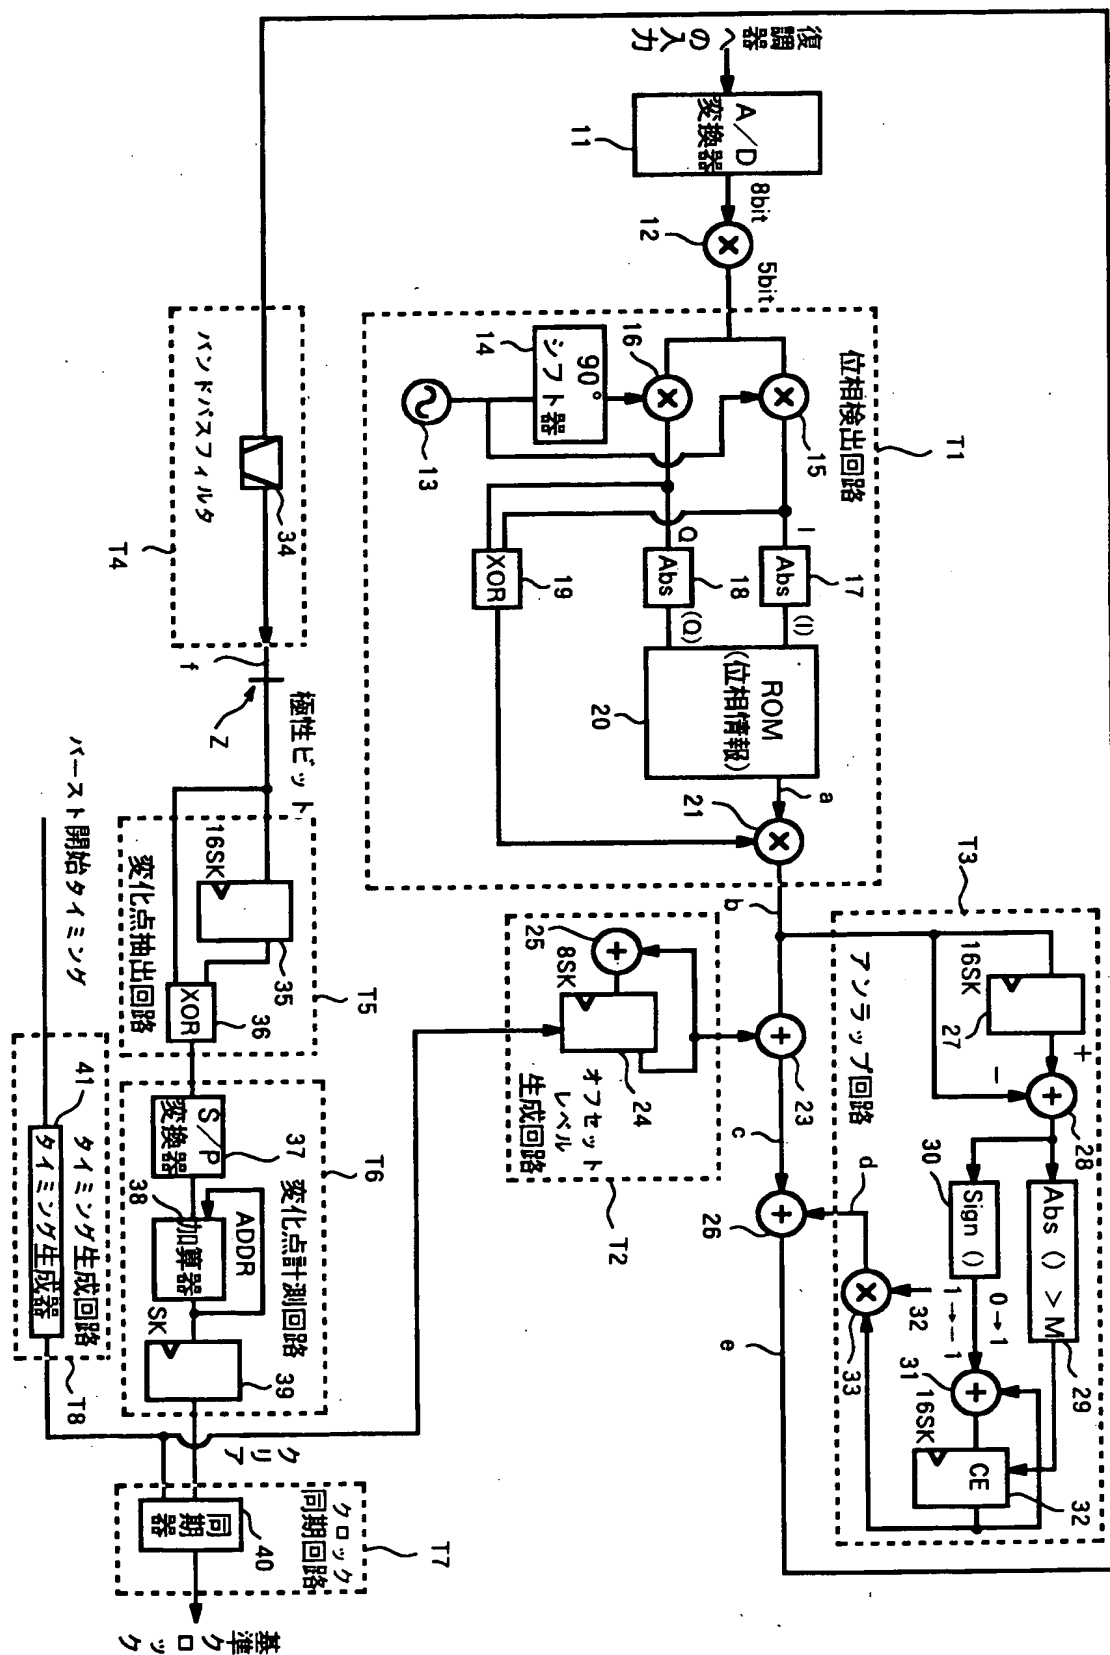 復調器への入力
A/D
変換器
11
8bit
12
5bit
位相検出回路
T1
90°
シフト器
14
13
16
15
I
Q
Abs
17
Abs
18
(I)
(Q)
XOR
19
ROM
(位相情報)
20
a
21
b
オフセット
レベル
生成回路
T2
25
8SK
24
23
c
d
26
e
アンラップ回路
T3
16SK
27
+
−
28
Abs () > M
29
Sign ()
30
0→1
1→−1
31
16SK
CE
32
32
33
バンドパスフィルタ
34
T4
f
Z
極性ビット
変化点抽出回路
T5
16SK
35
XOR
36
変化点計測回路
T6
S/P
変換器
37
加算器
38
ADDR
SK
39
クリア
クロック
同期回路
T7
同期器
40
基準クロック
バースト開始タイミング
タイミング生成回路
T8
タイミング生成器
41